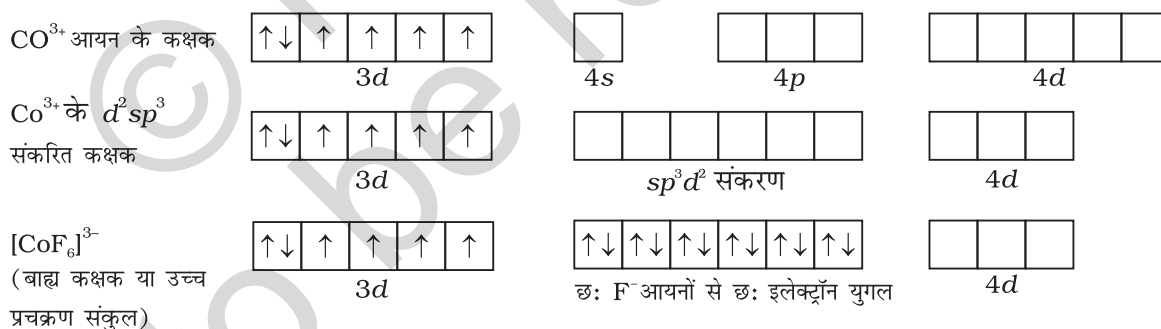 CO³⁺ आयन के कक्षक ↑↓ ↑ ↑ ↑ ↑
3d 4s 4p 4d
Co³⁺ के d²sp³
संकरित कक्षक ↑↓ ↑ ↑ ↑ ↑
3d sp³d² संकरण 4d
[CoF₆]³⁻ ↑↓ ↑ ↑ ↑ ↑ ↑↓ ↑↓ ↑↓ ↑↓ ↑↓ ↑↓
(बाह्य कक्षक या उच्च
3d छः F⁻ आयनों से छः इलेक्ट्रॉन युगल 4d
प्रचक्रण संकुल)